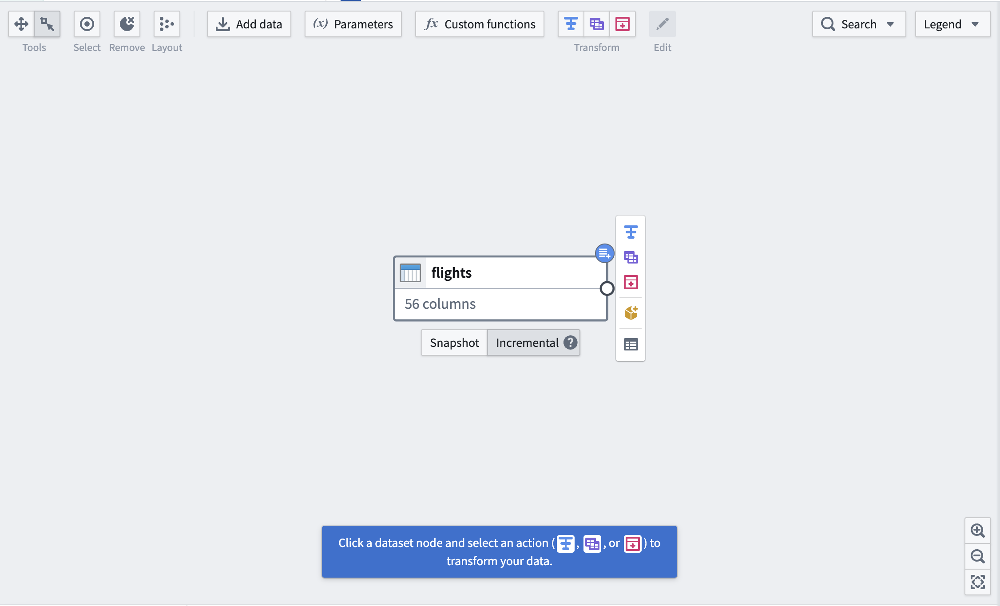 Add data
(x) Parameters
fx Custom functions
Search
Legend
Tools
Select
Remove
Layout
Transform
Edit
flights
56 columns
Snapshot
Incremental ?
Click a dataset node and select an action ( , , or ) to
transform your data.